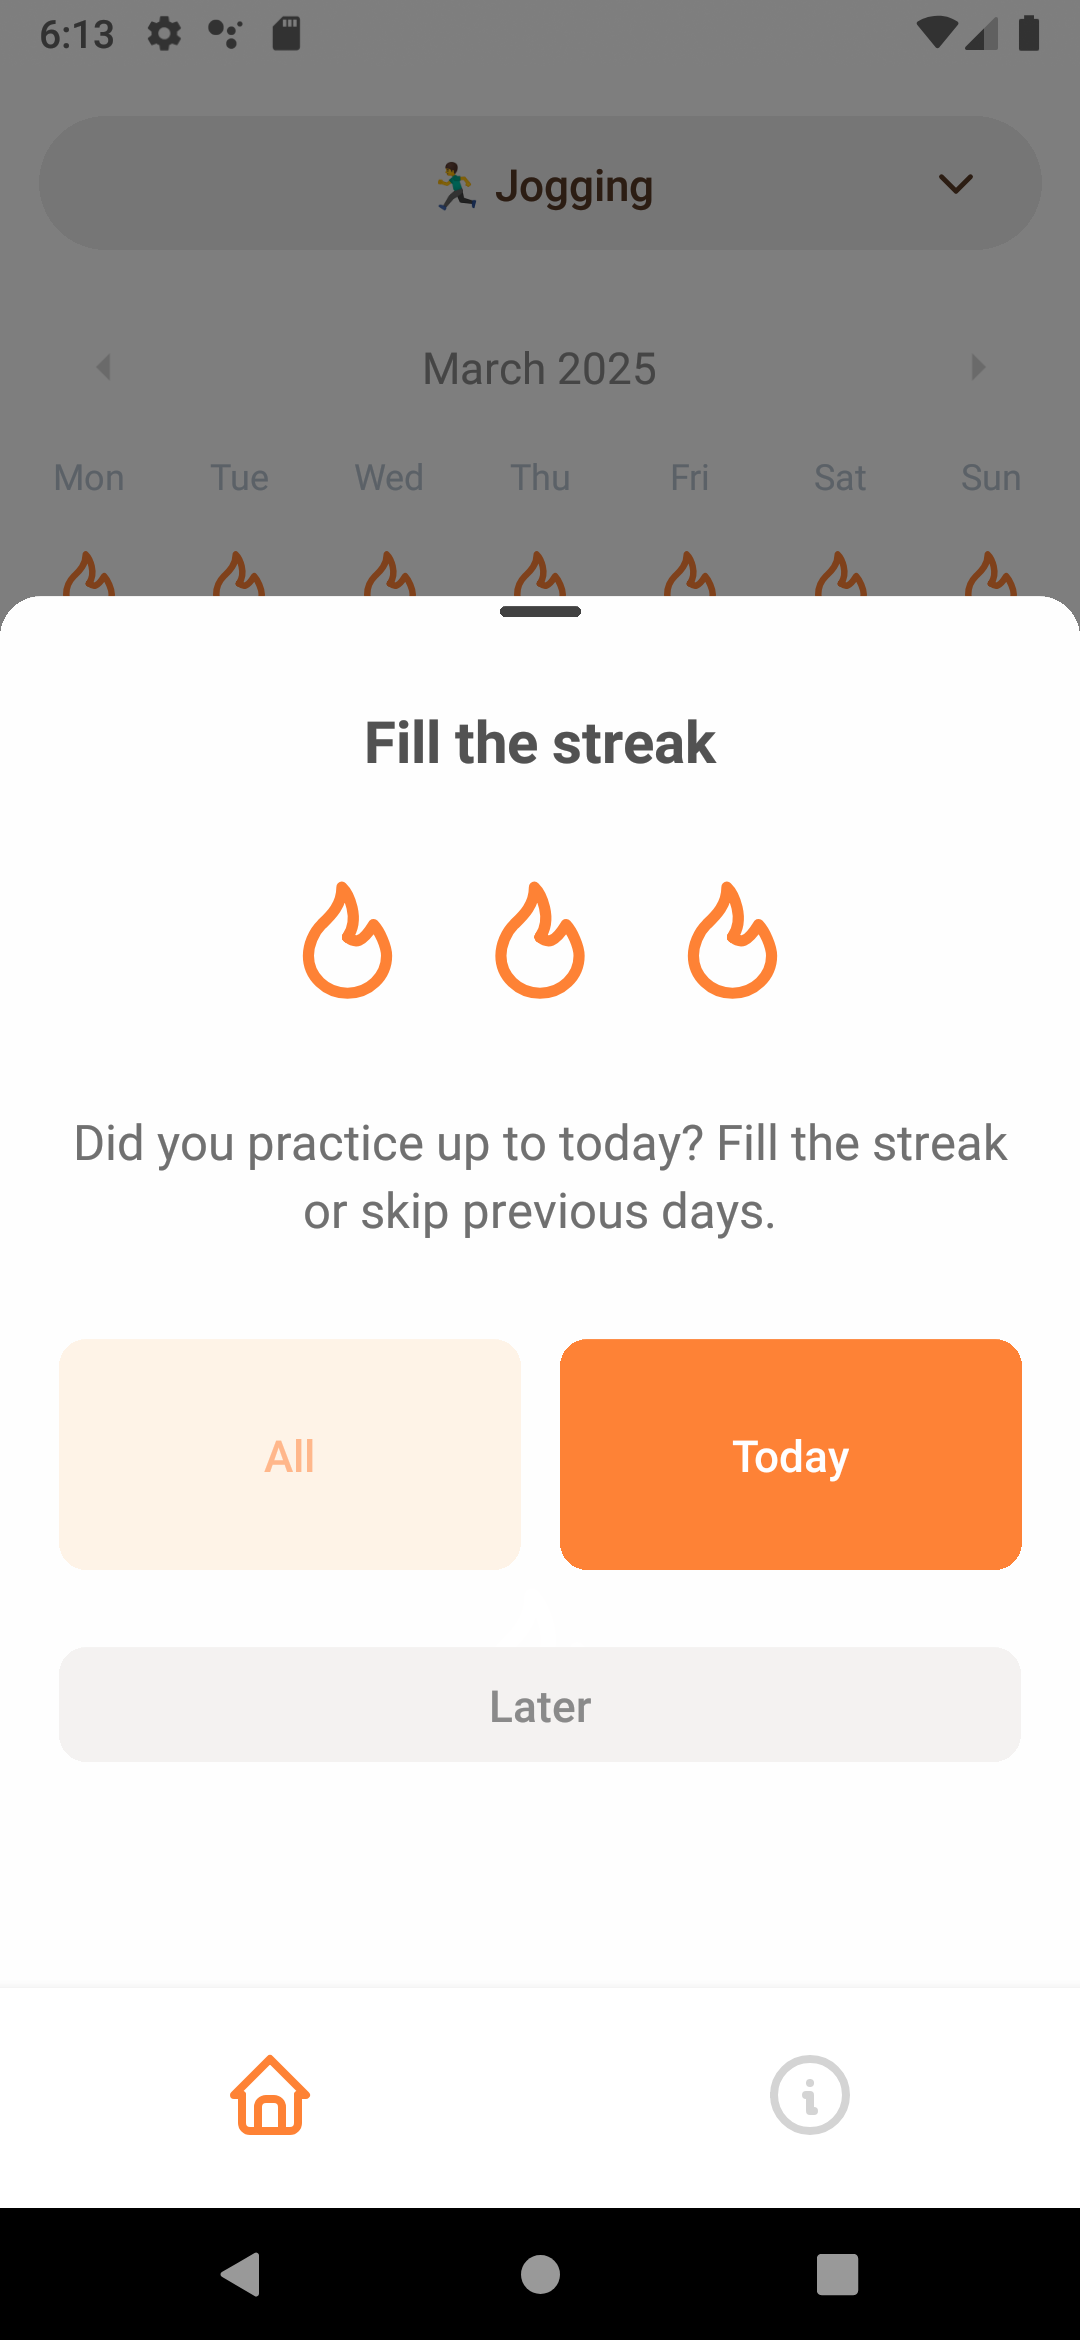 6:13
Jogging
March 2025
Mon Tue Wed Thu Fri Sat Sun
Fill the streak
Did you practice up to today? Fill the streak
or skip previous days.
All
Today
Later